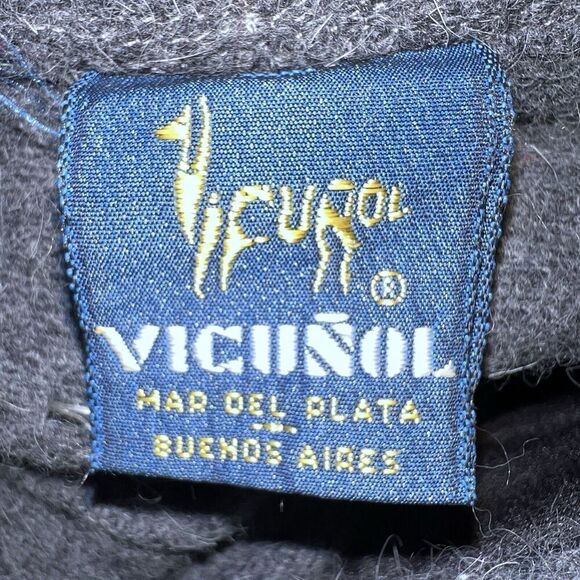 VICUÑOL
®
VICUÑOL
MAR DEL PLATA
-
BUENOS AIRES